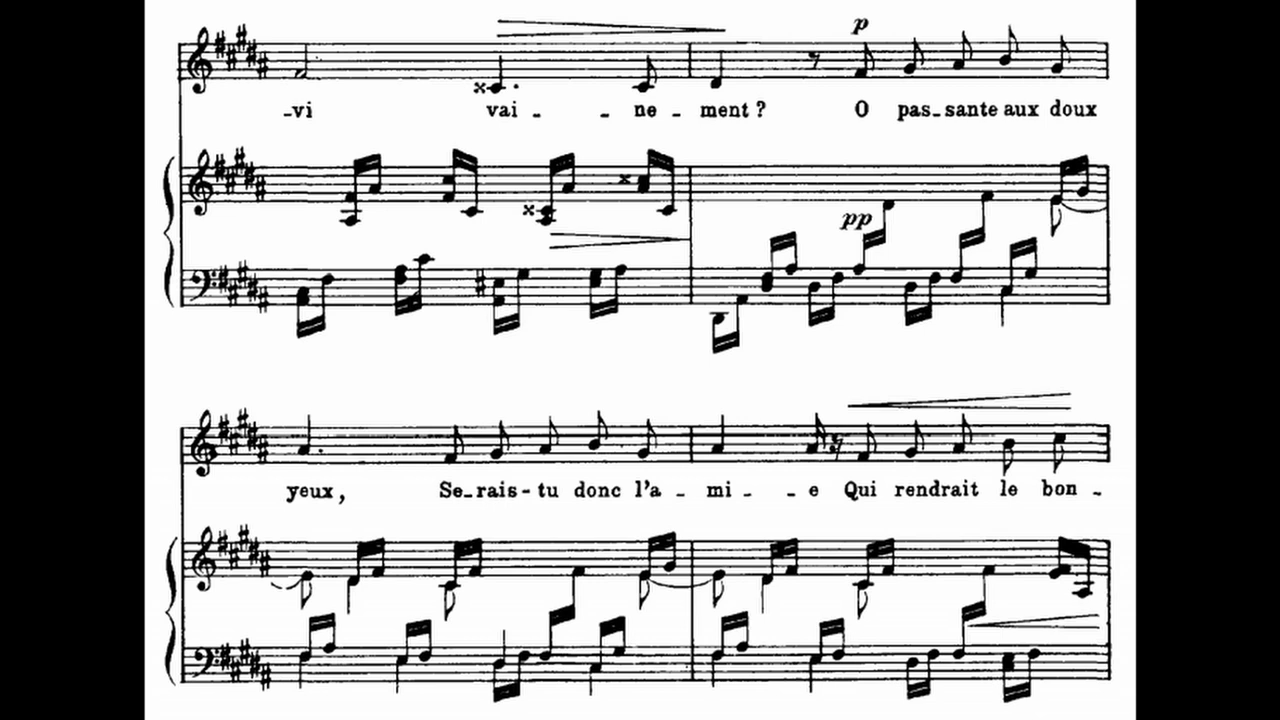 p
-vi vai - - ne - ment? O pas-sante aux doux
pp
yeux, Se-rais-tu donc l'a - mi - - e Qui rendrait le bon -